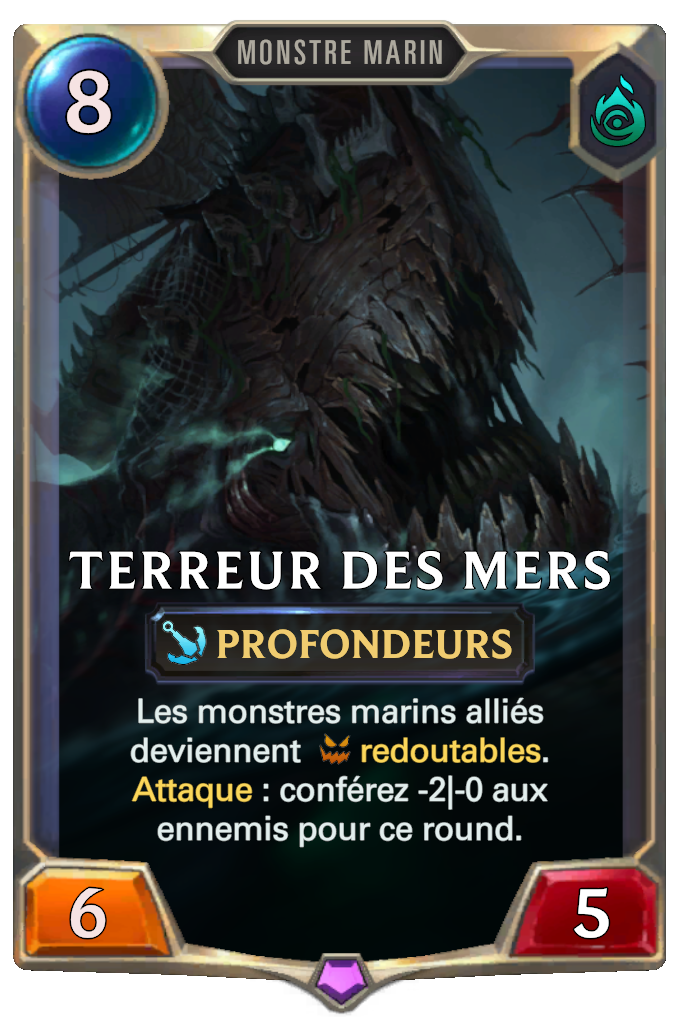 MONSTRE MARIN
8
TERREUR DES MERS
PROFONDEURS
Les monstres marins alliés
deviennent redoutables.
Attaque : conférez -2|-0 aux
ennemis pour ce round.
6
5